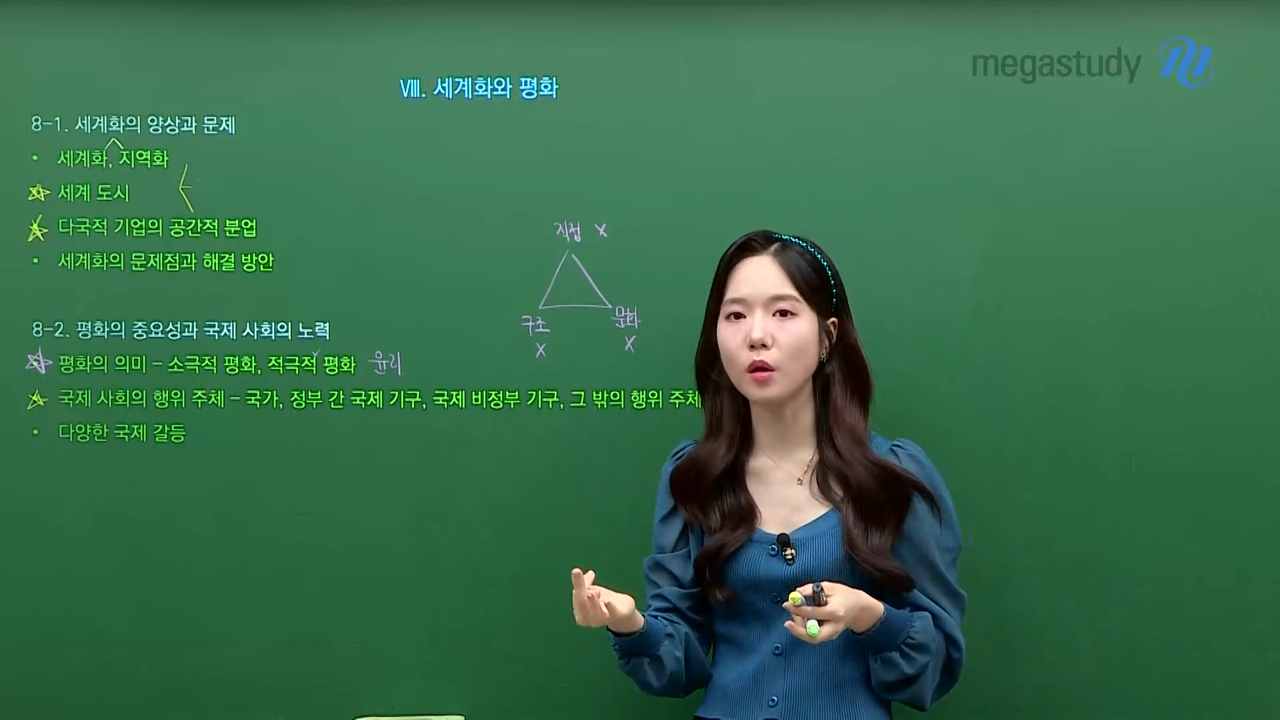 megastudy
Ⅷ. 세계화와 평화
8-1. 세계화의 양상과 문제
• 세계화, 지역화
세계 도시
다국적 기업의 공간적 분업
• 세계화의 문제점과 해결 방안
직접 X
구조 문화
X X
8-2. 평화의 중요성과 국제 사회의 노력
평화의 의미 – 소극적 평화, 적극적 평화 윤리
국제 사회의 행위 주체 – 국가, 정부 간 국제 기구, 국제 비정부 기구, 그 밖의 행위 주체
• 다양한 국제 갈등